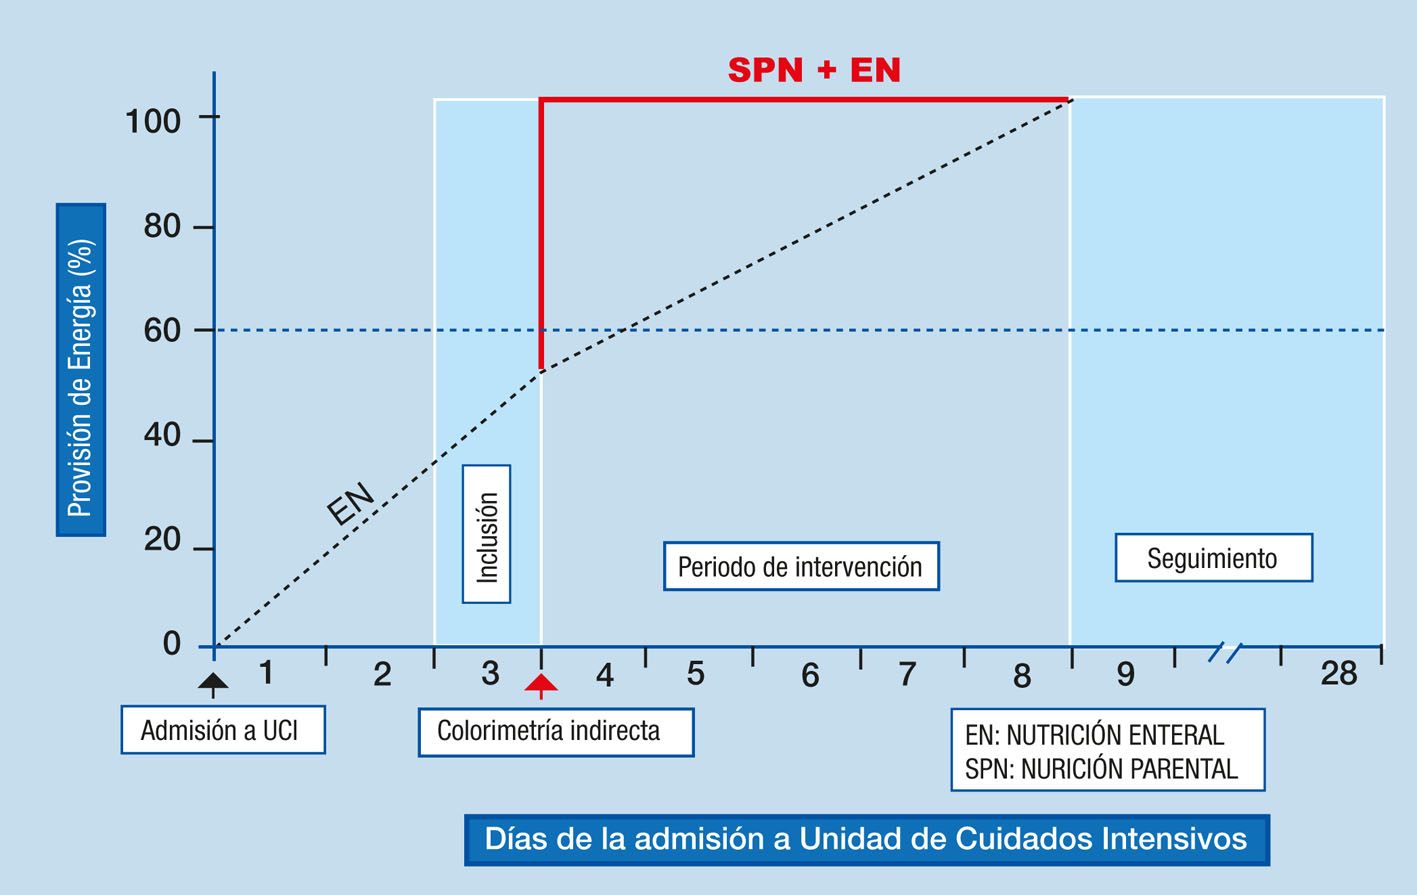 SPN + EN
100
80
60
40
20
0
Provisión de Energía (%)
EN
Inclusión
Periodo de intervención
Seguimiento
1 2 3 4 5 6 7 8 9 28
Admisión a UCI
Colorimetría indirecta
EN: NUTRICIÓN ENTERAL
SPN: NURICIÓN PARENTAL
Días de la admisión a Unidad de Cuidados Intensivos